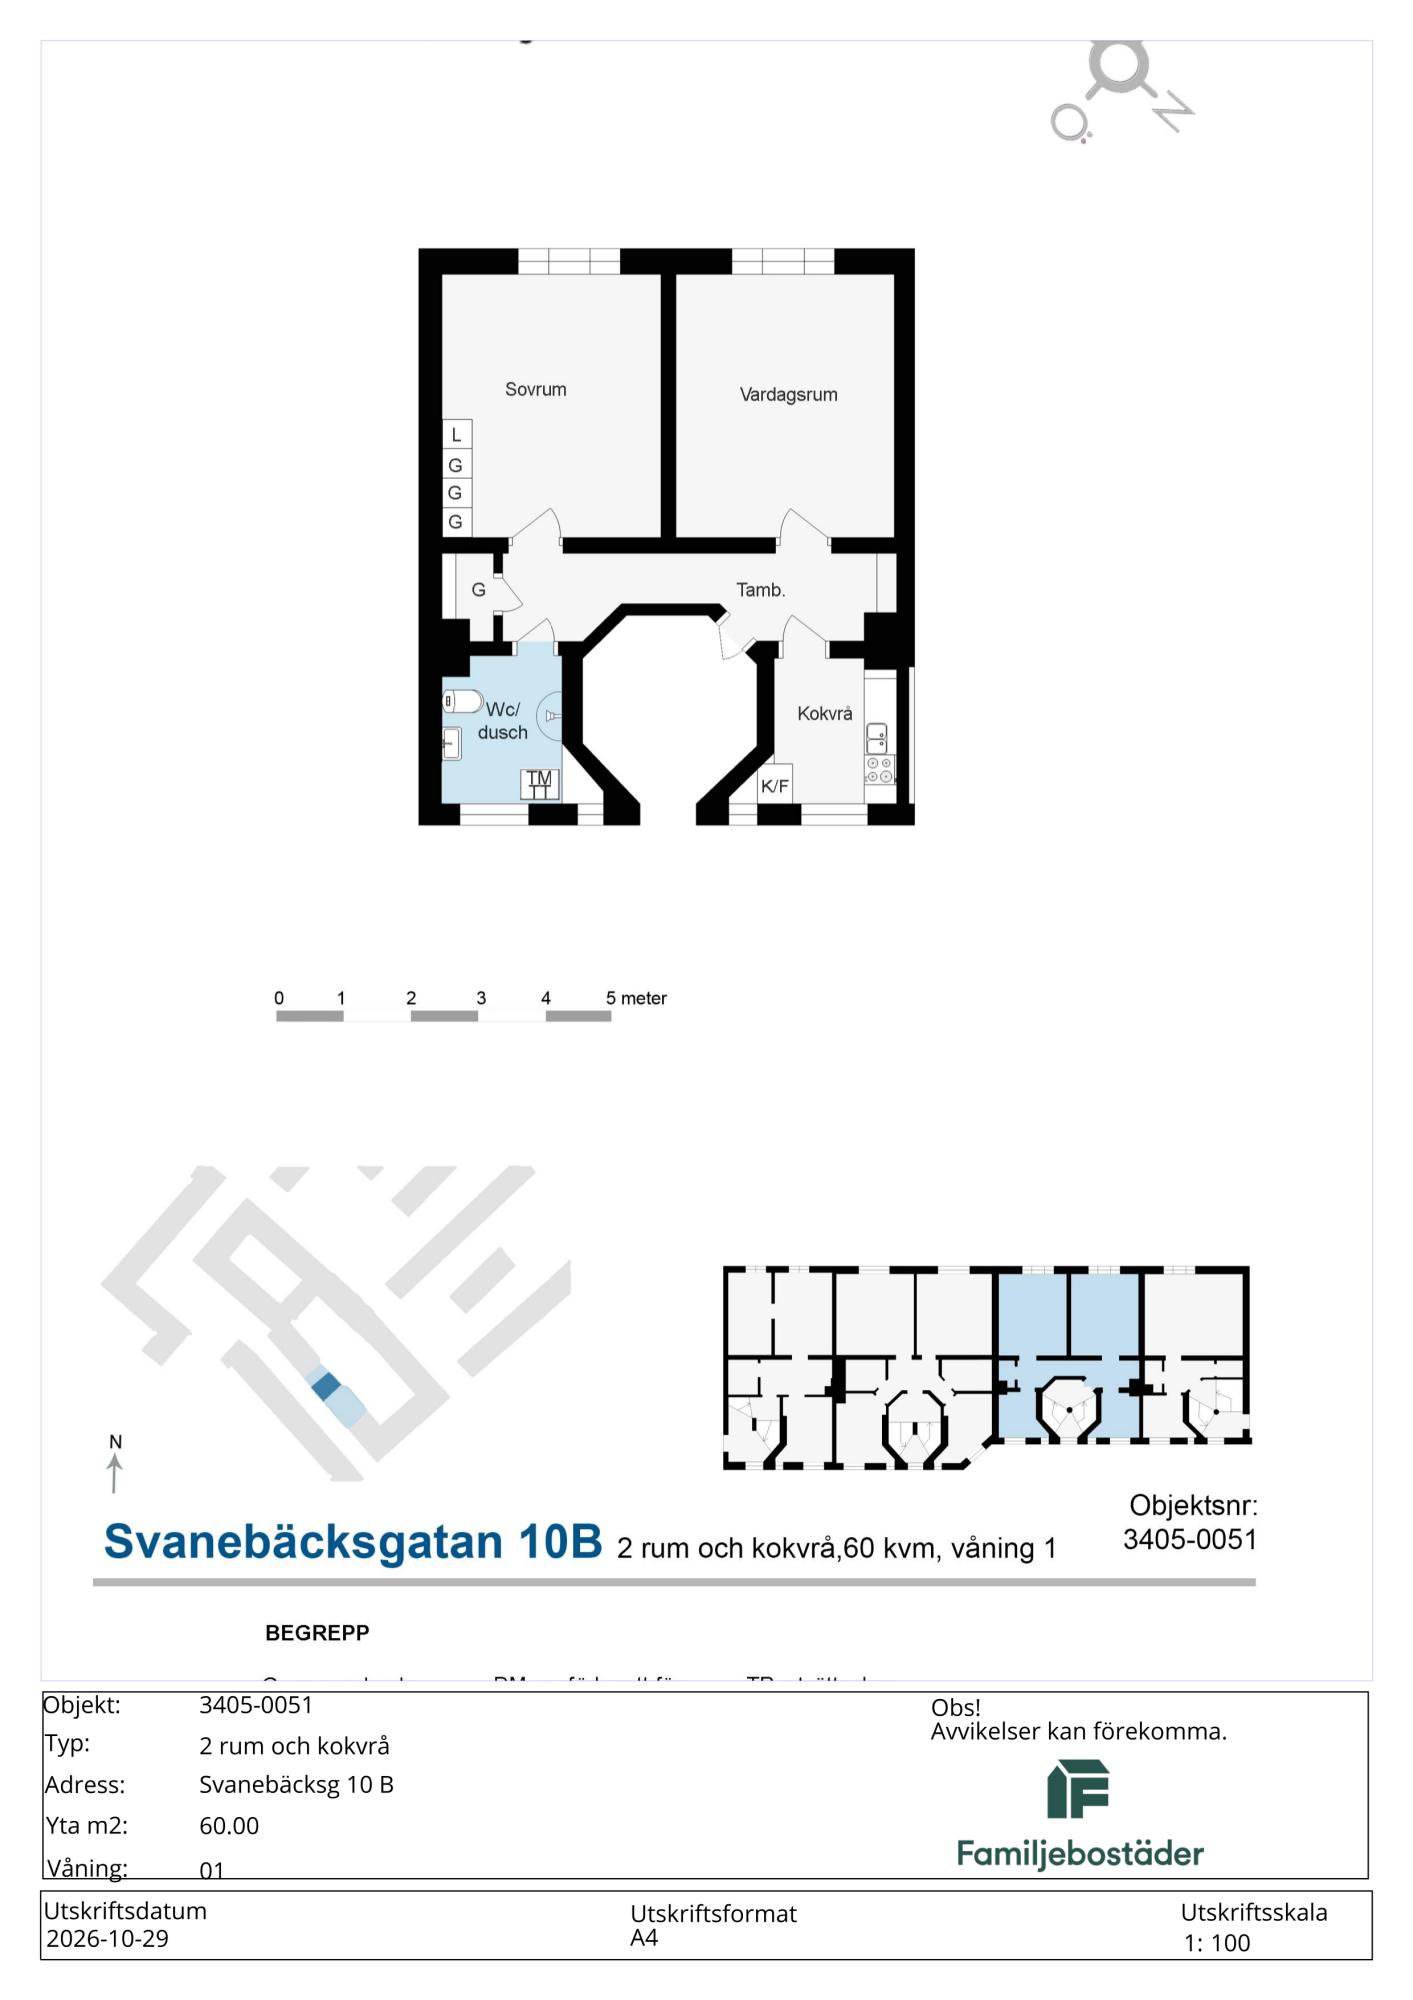 Ö
N
Sovrum
Vardagsrum
L
G
G
G
G
Tamb.
Wc/
dusch
Kokvrå
TM
TT
K/F
0 1 2 3 4 5 meter
N
Objektsnr:
3405-0051
Svanebäcksgatan 10B 2 rum och kokvrå,60 kvm, våning 1
BEGREPP
Objekt: 3405-0051
Typ: 2 rum och kokvrå
Adress: Svanebäcksg 10 B
Yta m2: 60.00
Våning: 01
Obs!
Avvikelser kan förekomma.
Familjebostäder
Utskriftsdatum
2026-10-29
Utskriftsformat
A4
Utskriftsskala
1: 100